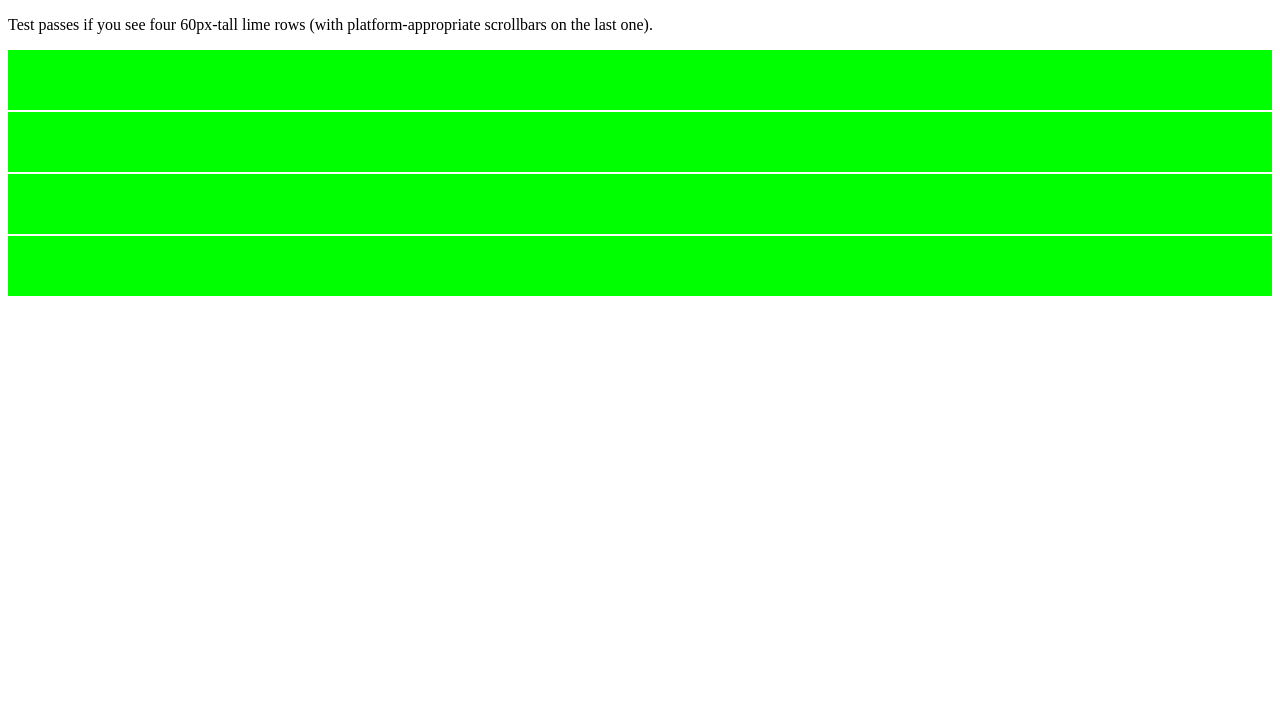 Test passes if you see four 60px-tall lime rows (with platform-appropriate scrollbars on the last one).